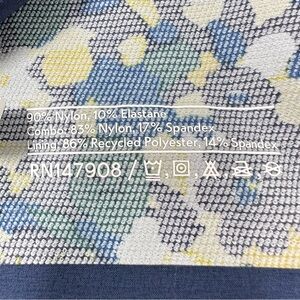 90% Nylon, 10% Elastane
Combo: 83% Nylon, 17% Spandex
Lining: 86% Recycled Polyester, 14% Spandex
RN147908 /